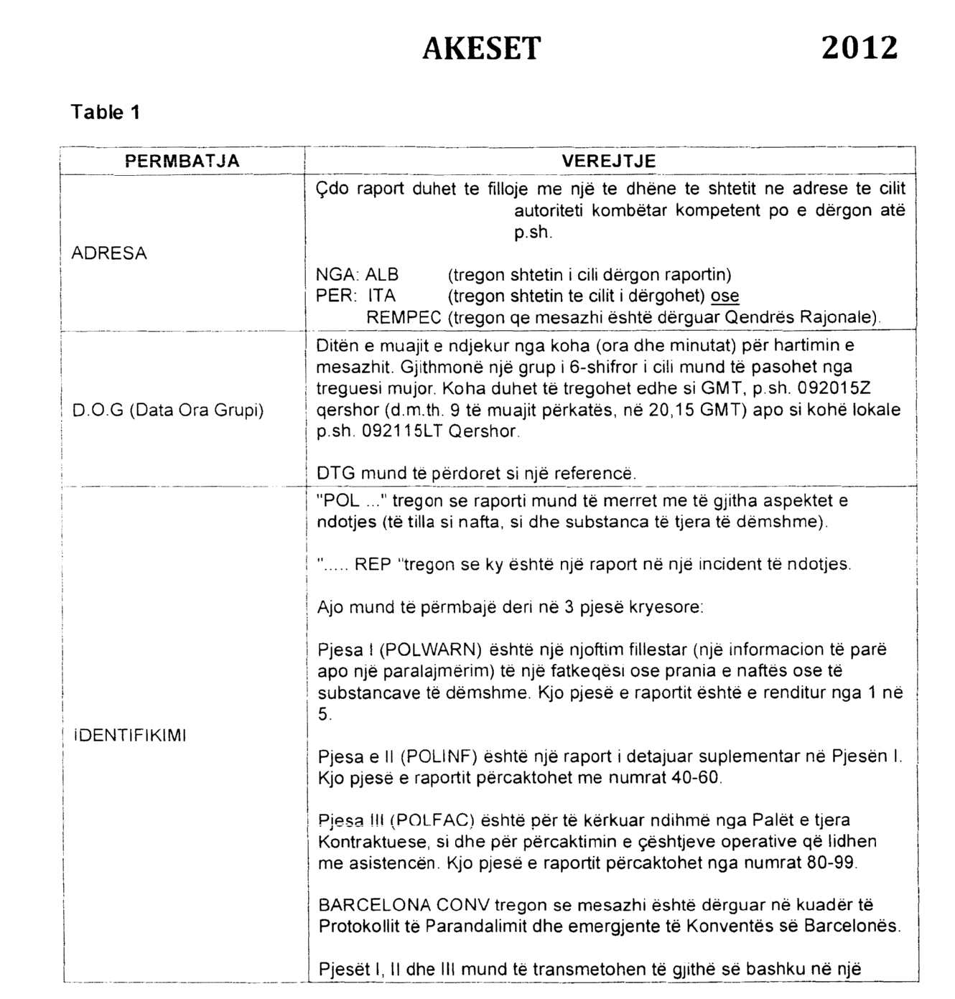 AKESET 2012
Table 1
PERMBATJA VEREJTJE
ADRESA
Çdo raport duhet te filloje me një te dhëne te shtetit ne adrese te cilit
autoriteti kombëtar kompetent po e dërgon atë
p.sh.
NGA: ALB (tregon shtetin i cili dërgon raportin)
PER: ITA (tregon shtetin te cilit i dërgohet) ose
REMPEC (tregon qe mesazhi është dërguar Qendrës Rajonale).
D.O.G (Data Ora Grupi)
Ditën e muajit e ndjekur nga koha (ora dhe minutat) për hartimin e
mesazhit. Gjithmonë një grup i 6-shifror i cili mund të pasohet nga
treguesi mujor. Koha duhet të tregohet edhe si GMT, p.sh. 092015Z
qershor (d.m.th. 9 të muajit përkatës, në 20,15 GMT) apo si kohë lokale
p.sh. 092115LT Qershor.
DTG mund të përdoret si një referencë.
IDENTIFIKIMI
"POL ..." tregon se raporti mund të merret me të gjitha aspektet e
ndotjes (të tilla si nafta, si dhe substanca të tjera të dëmshme).
"..... REP "tregon se ky është një raport në një incident të ndotjes.
Ajo mund të përmbajë deri në 3 pjesë kryesore:
Pjesa I (POLWARN) është një njoftim fillestar (një informacion të parë
apo një paralajmërim) të një fatkeqësi ose prania e naftës ose të
substancave të dëmshme. Kjo pjesë e raportit është e renditur nga 1 në
5.
Pjesa e II (POLINF) është një raport i detajuar suplementar në Pjesën I.
Kjo pjesë e raportit përcaktohet me numrat 40-60.
Pjesa III (POLFAC) është për të kërkuar ndihmë nga Palët e tjera
Kontraktuese, si dhe për përcaktimin e çështjeve operative që lidhen
me asistencën. Kjo pjesë e raportit përcaktohet nga numrat 80-99.
BARCELONA CONV tregon se mesazhi është dërguar në kuadër të
Protokollit të Parandalimit dhe emergjente të Konventës së Barcelonës.
Pjesët I, II dhe III mund të transmetohen të gjithë së bashku në një